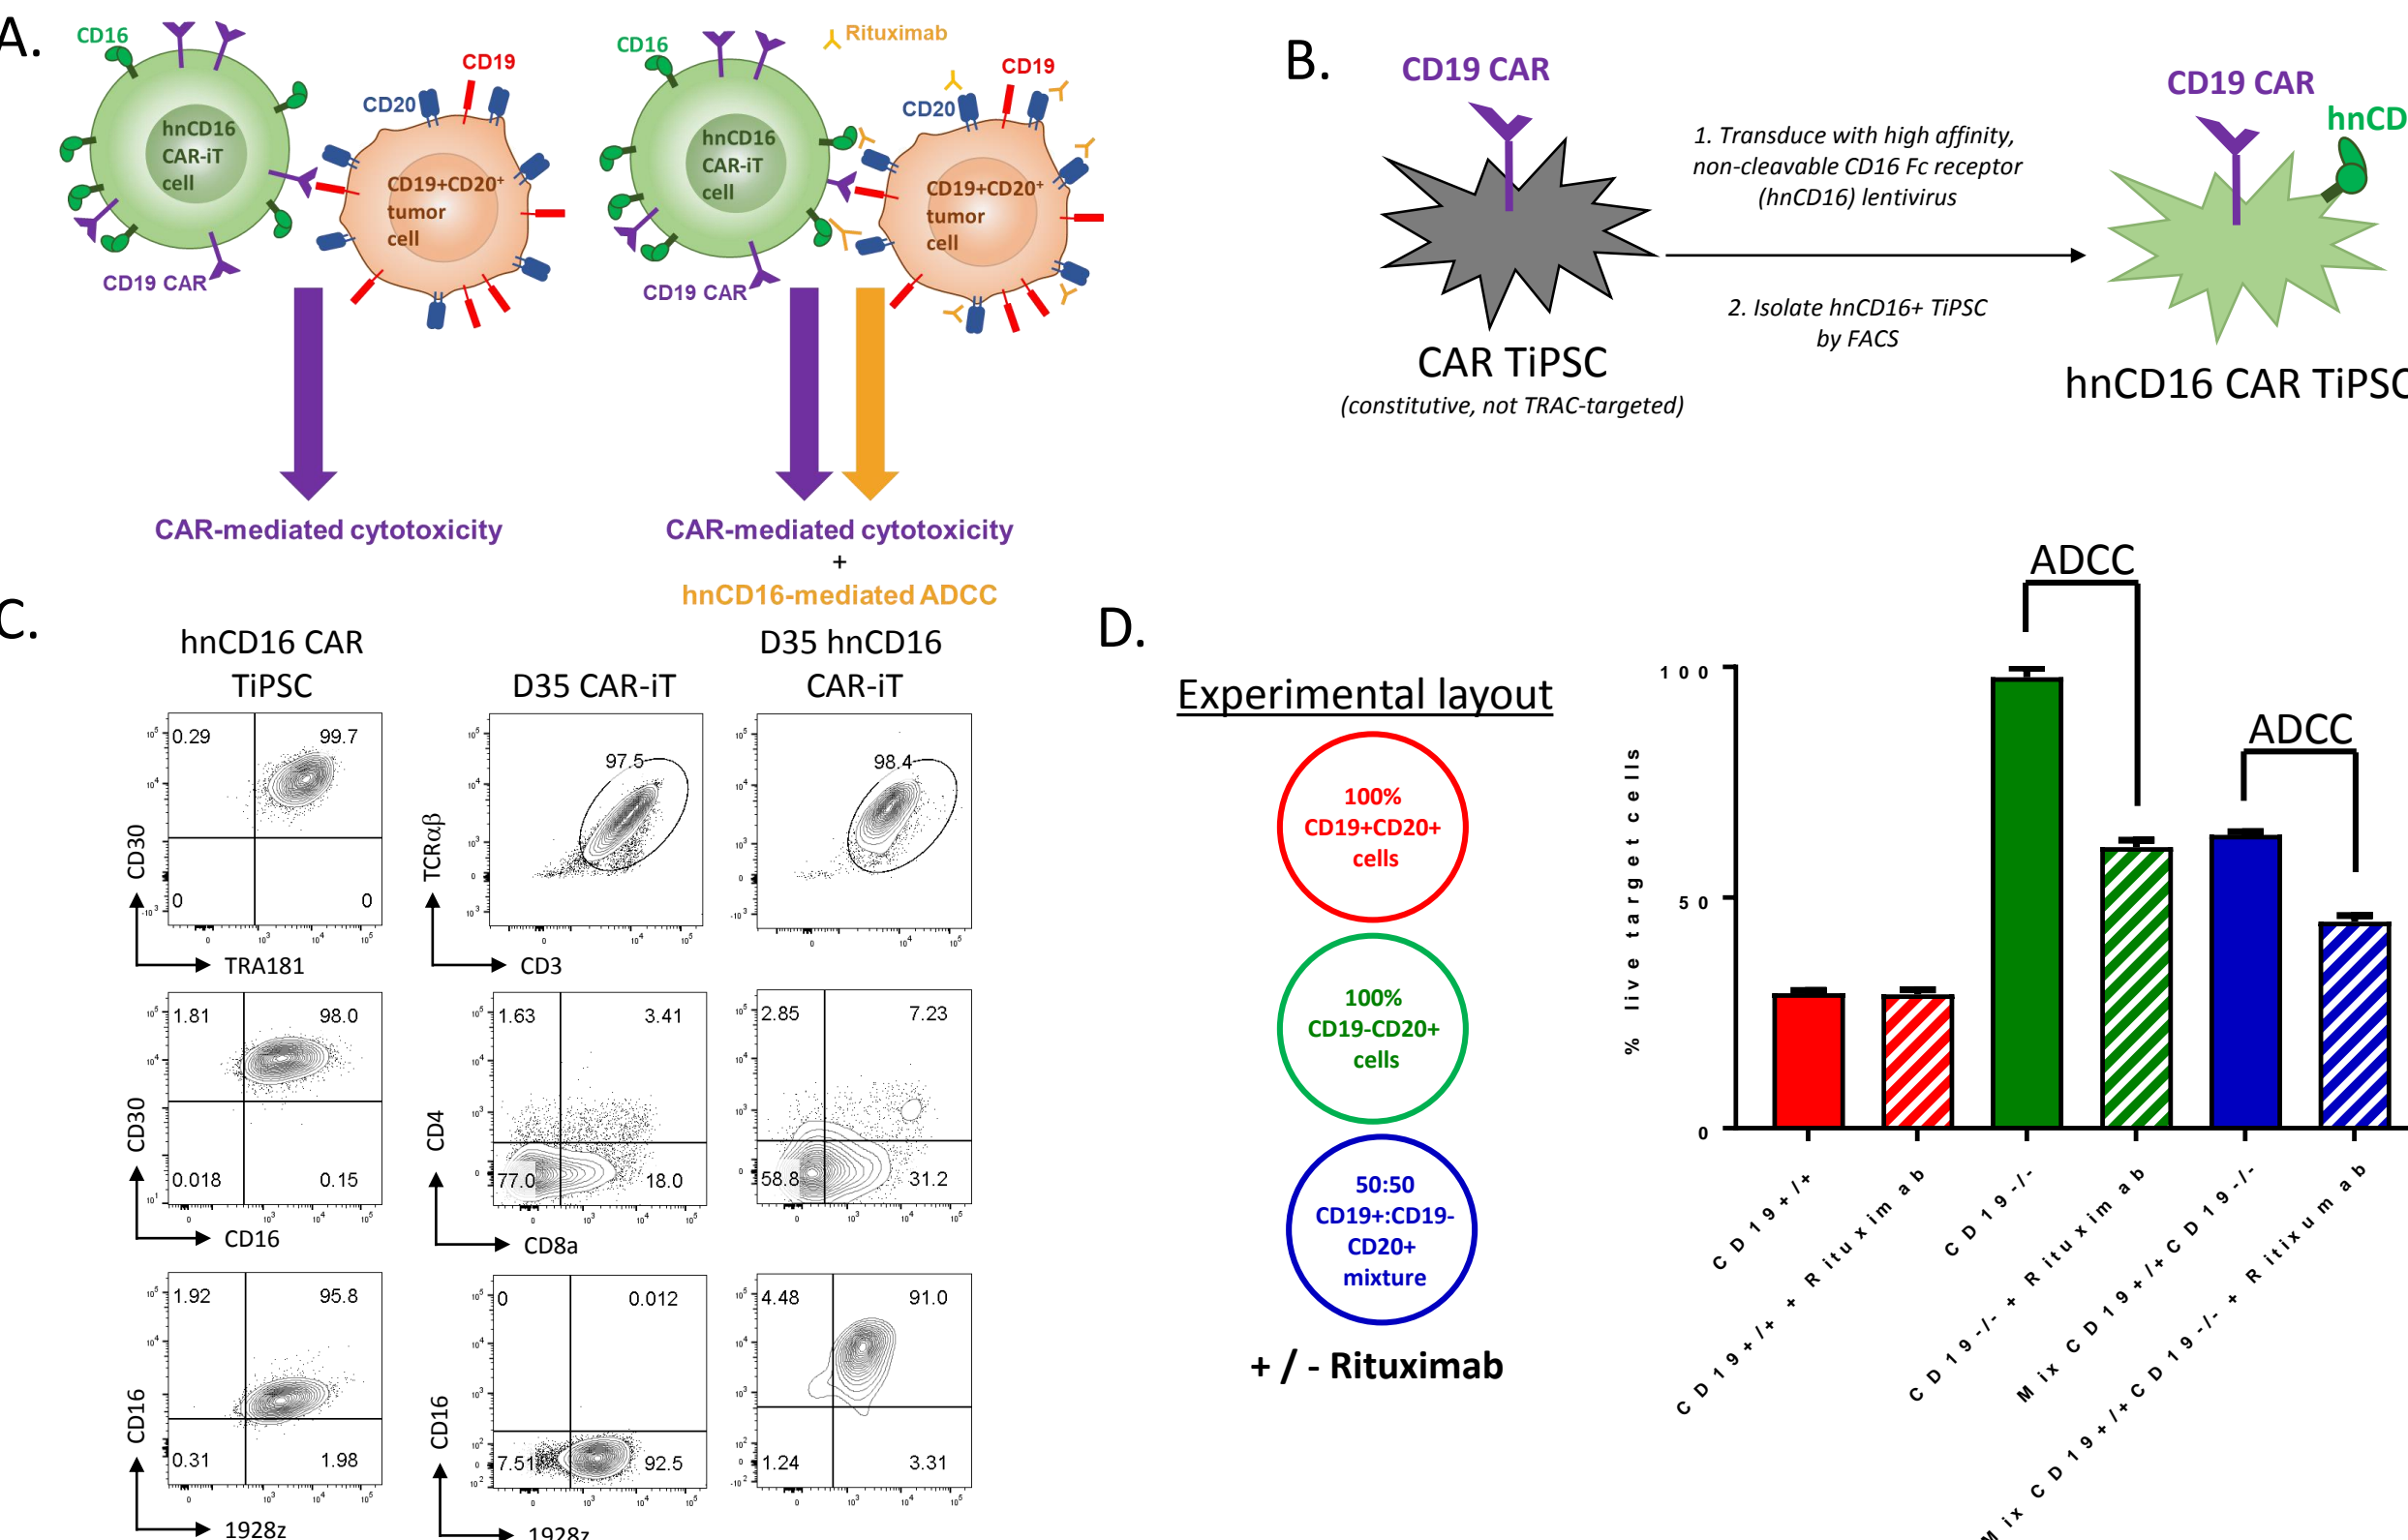 A.
CD16
CD19
CD20
hnCD16
CAR-iT
cell
CD19+CD20+
tumor
cell
CD19 CAR
CAR-mediated cytotoxicity
Rituximab
CD16
CD19
CD20
hnCD16
CAR-iT
cell
CD19+CD20+
tumor
cell
CD19 CAR
CAR-mediated cytotoxicity
+
hnCD16-mediated ADCC
B.
CD19 CAR
1. Transduce with high affinity,
non-cleavable CD16 Fc receptor
(hnCD16) lentivirus
2. Isolate hnCD16+ TiPSC
by FACS
CAR TiPSC
(constitutive, not TRAC-targeted)
CD19 CAR
hnCD
hnCD16 CAR TiPSC
C.
hnCD16 CAR
TiPSC
D35 CAR-iT
D35 hnCD16
CAR-iT
0.29 99.7
0 0
CD30
TRA181
97.5
TCRαβ
CD3
98.4
1.81 98.0
0.018 0.15
CD30
CD16
1.63 3.41
77.0 18.0
CD4
CD8a
2.85 7.23
58.8 31.2
1.92 95.8
0.31 1.98
CD16
1928z
0 0.012
7.51 92.5
CD16
1928z
4.48 91.0
1.24 3.31
D.
Experimental layout
100%
CD19+CD20+
cells
100%
CD19-CD20+
cells
50:50
CD19+:CD19-
CD20+
mixture
+ / - Rituximab
ADCC
ADCC
% live target cells
100
50
0
CD19+/+
CD19+/+ + Rituximab
CD19-/-
CD19-/- + Rituximab
Mix CD19+/+ CD19-/-
Mix CD19+/+ CD19-/- + Ritixumab